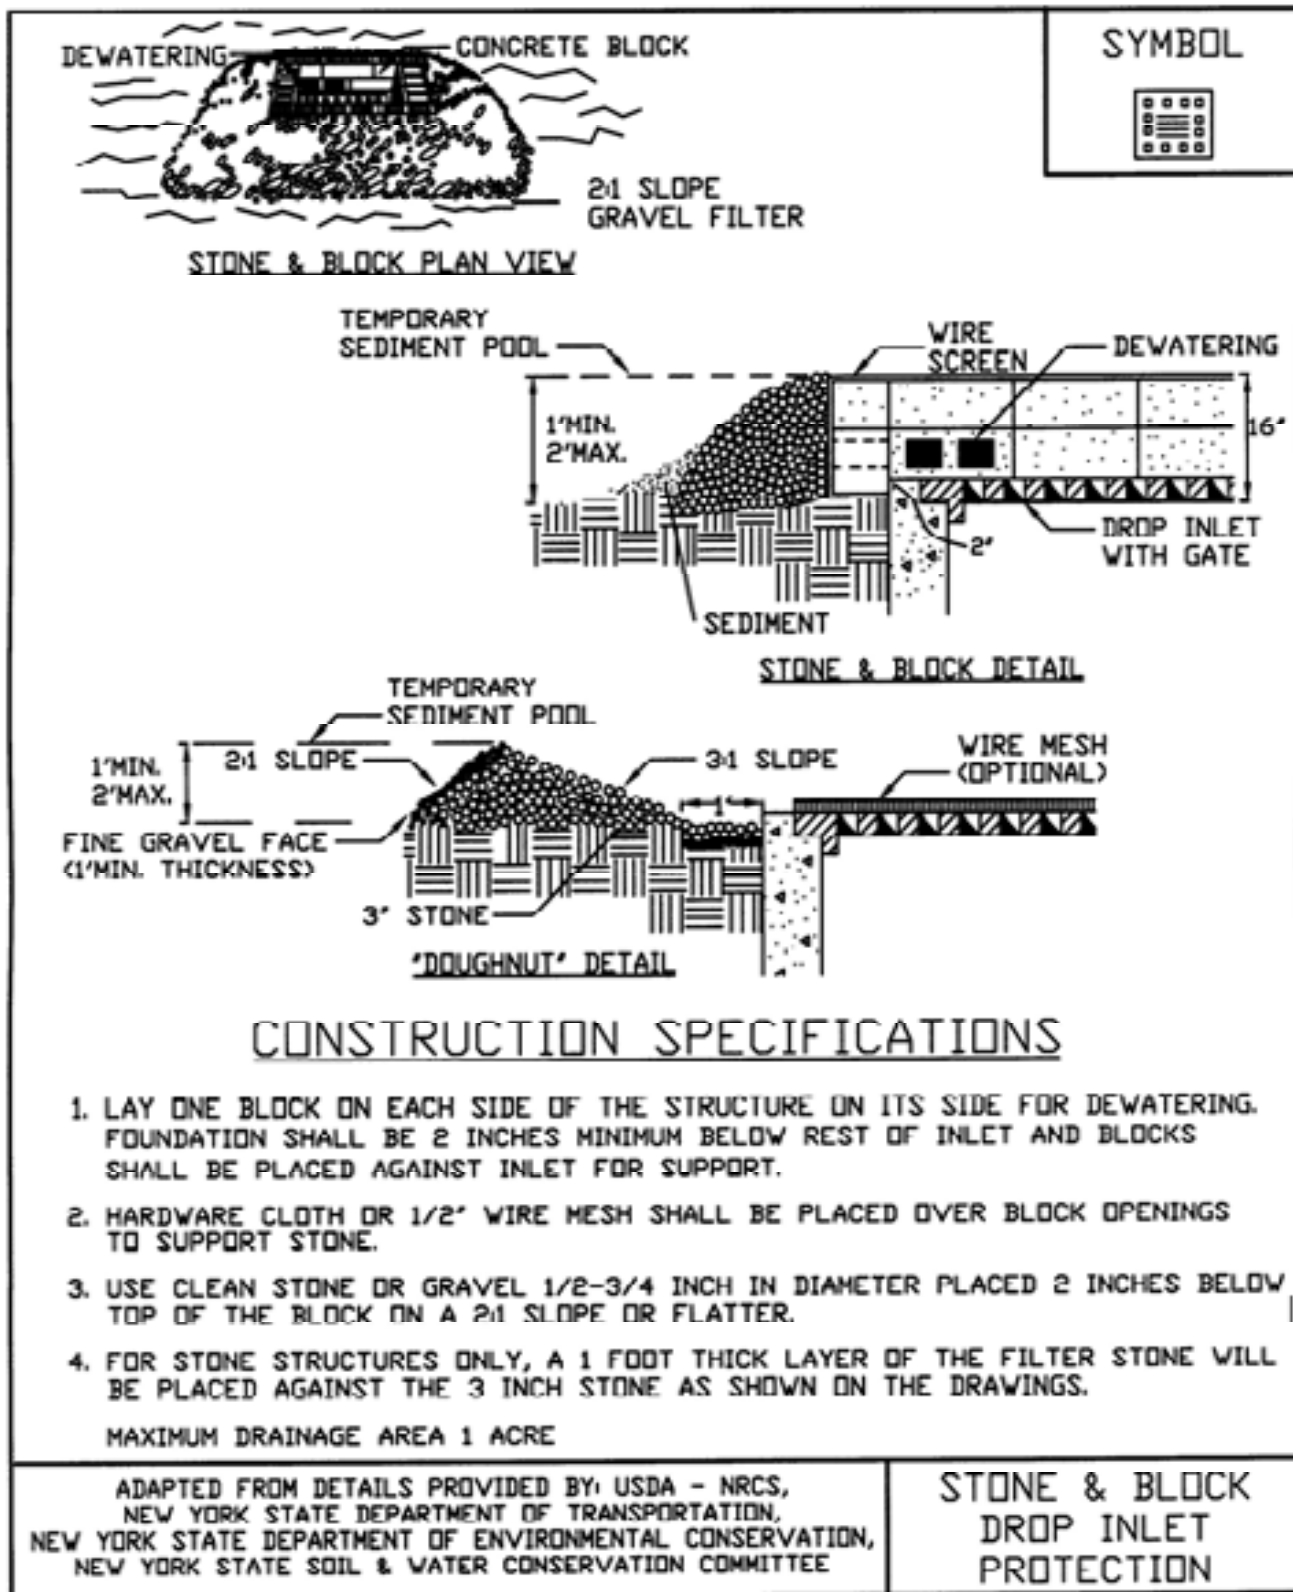 DEWATERING
CONCRETE BLOCK
SYMBOL
2:1 SLOPE
GRAVEL FILTER
STONE & BLOCK PLAN VIEW
TEMPORARY
SEDIMENT POOL
WIRE
SCREEN
DEWATERING
1'MIN.
2'MAX.
16"
2"
DROP INLET
WITH GATE
SEDIMENT
STONE & BLOCK DETAIL
TEMPORARY
SEDIMENT POOL
1'MIN.
2'MAX.
2:1 SLOPE
3:1 SLOPE
WIRE MESH
(OPTIONAL)
1'
FINE GRAVEL FACE
(1'MIN. THICKNESS)
3" STONE
"DOUGHNUT" DETAIL
CONSTRUCTION SPECIFICATIONS
1. LAY ONE BLOCK ON EACH SIDE OF THE STRUCTURE ON ITS SIDE FOR DEWATERING.
FOUNDATION SHALL BE 2 INCHES MINIMUM BELOW REST OF INLET AND BLOCKS
SHALL BE PLACED AGAINST INLET FOR SUPPORT.
2. HARDWARE CLOTH OR 1/2" WIRE MESH SHALL BE PLACED OVER BLOCK OPENINGS
TO SUPPORT STONE.
3. USE CLEAN STONE OR GRAVEL 1/2-3/4 INCH IN DIAMETER PLACED 2 INCHES BELOW
TOP OF THE BLOCK ON A 2:1 SLOPE OR FLATTER.
4. FOR STONE STRUCTURES ONLY, A 1 FOOT THICK LAYER OF THE FILTER STONE WILL
BE PLACED AGAINST THE 3 INCH STONE AS SHOWN ON THE DRAWINGS.
MAXIMUM DRAINAGE AREA 1 ACRE
ADAPTED FROM DETAILS PROVIDED BY: USDA - NRCS,
NEW YORK STATE DEPARTMENT OF TRANSPORTATION,
NEW YORK STATE DEPARTMENT OF ENVIRONMENTAL CONSERVATION,
NEW YORK STATE SOIL & WATER CONSERVATION COMMITTEE
STONE & BLOCK
DROP INLET
PROTECTION